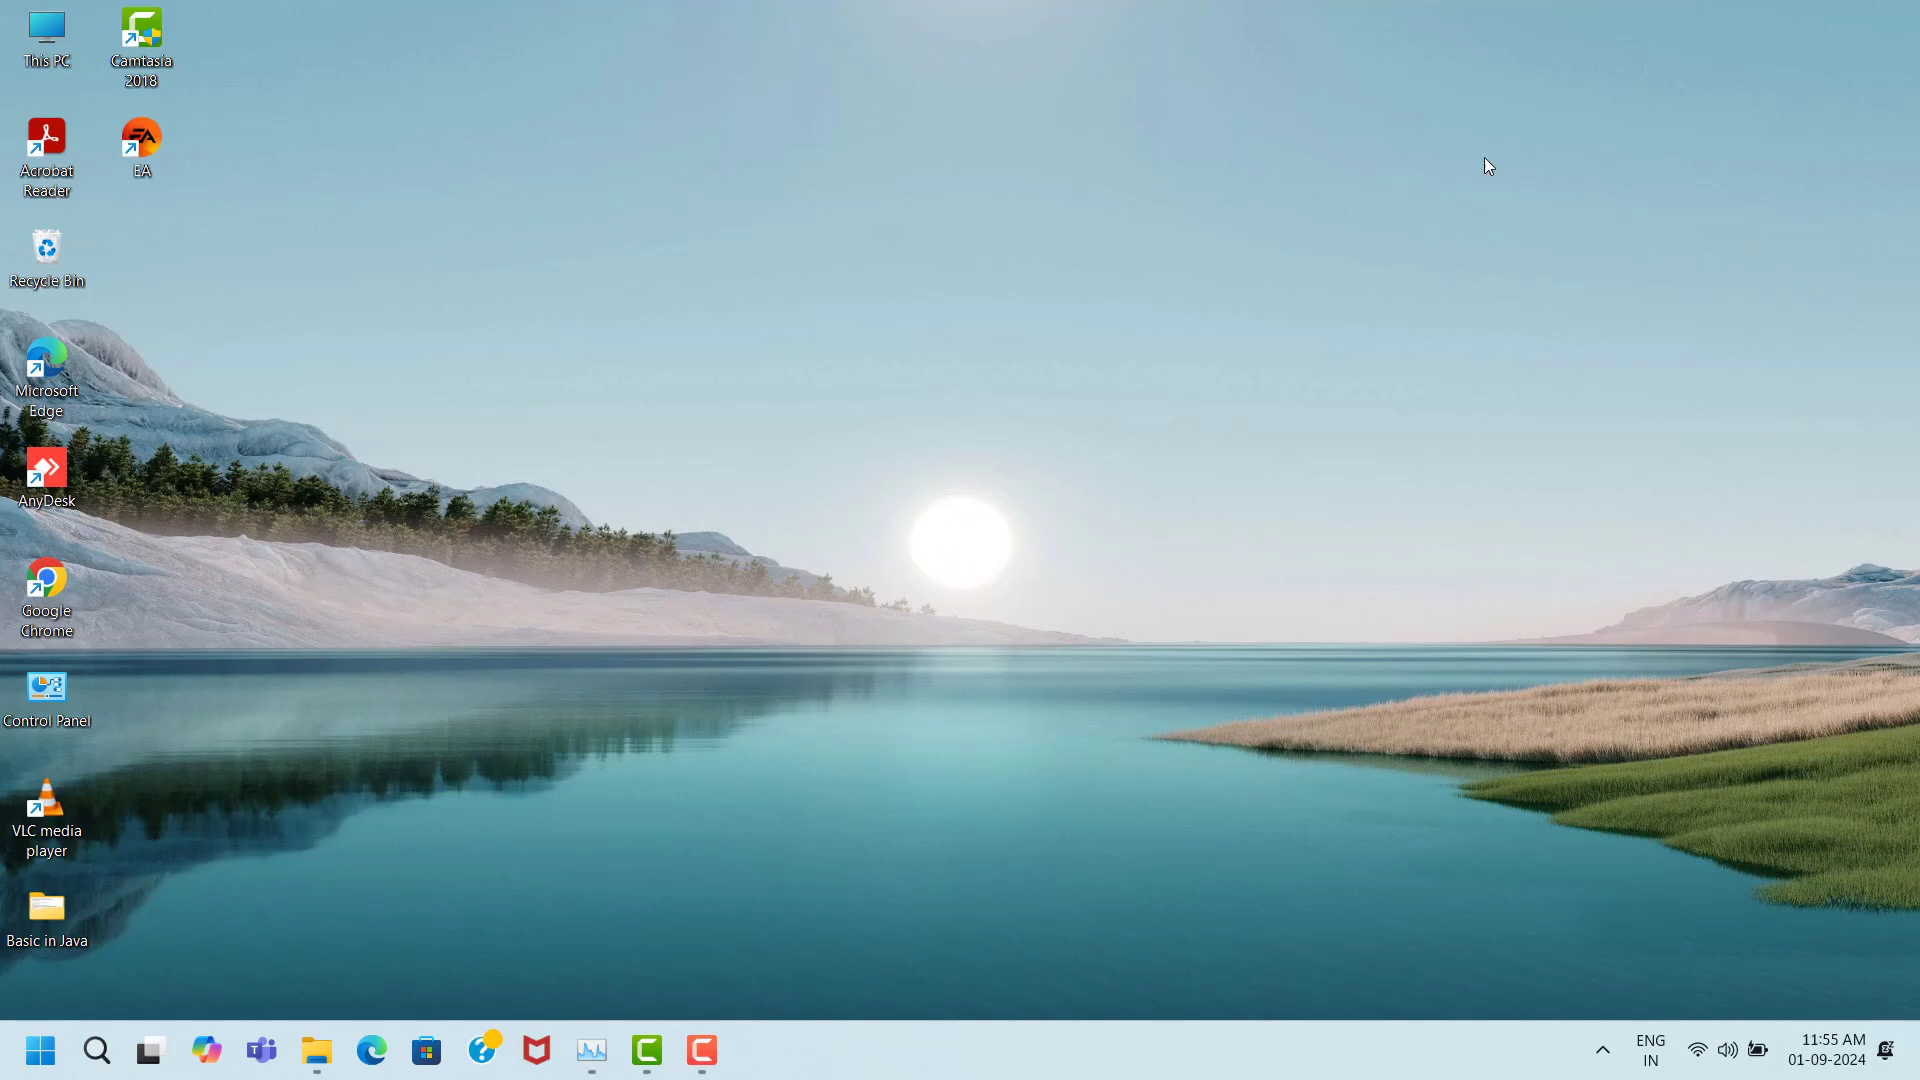 This PC
Camtasia
2018
Acrobat
Reader
EA
Recycle Bin
Microsoft
Edge
AnyDesk
Google
Chrome
Control Panel
VLC media
player
Basic in Java
ENG
IN
11:55 AM
01-09-2024